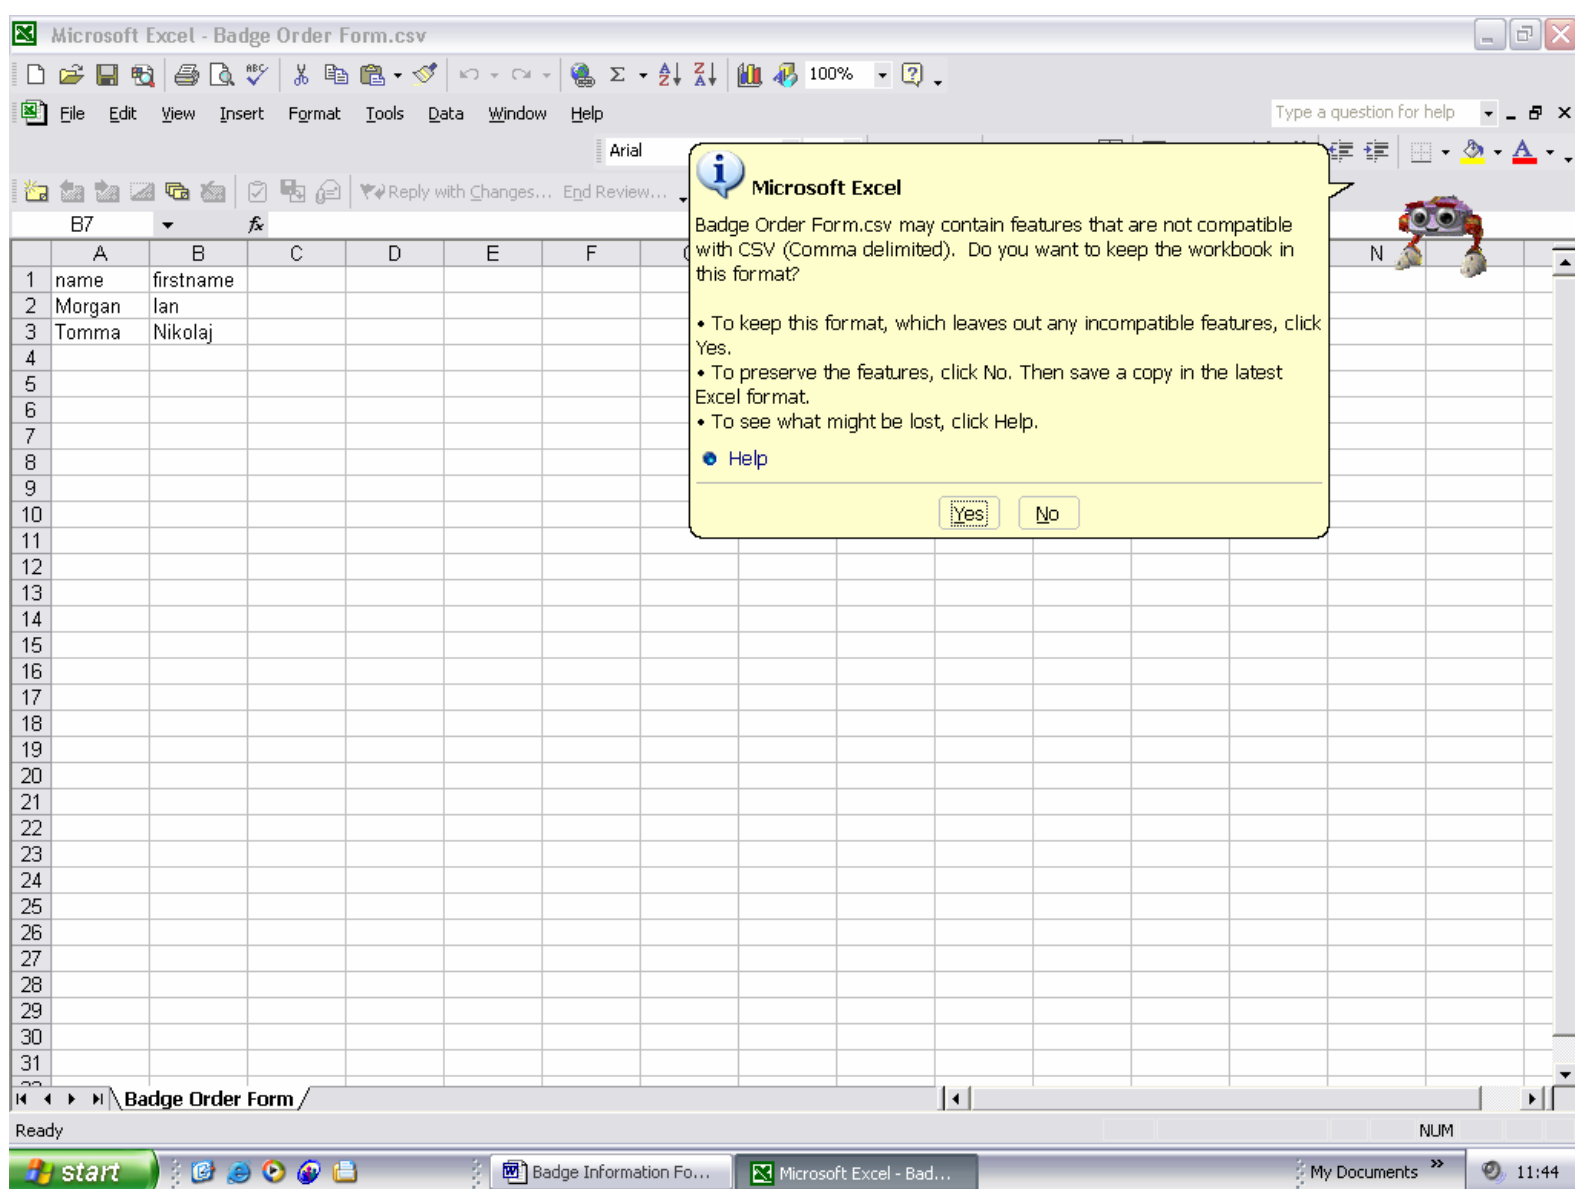 Microsoft Excel - Badge Order Form.csv
ABC Σ A Z Z A 100% ?
File Edit View Insert Format Tools Data Window Help Type a question for help
Arial A
Reply with Changes... End Review...
B7 fx
A B C D E F N
1 name firstname
2 Morgan Ian
3 Tomma Nikolaj
4
5
6
7
8
9
10
11
12
13
14
15
16
17
18
19
20
21
22
23
24
25
26
27
28
29
30
31
Microsoft Excel
Badge Order Form.csv may contain features that are not compatible
with CSV (Comma delimited). Do you want to keep the workbook in
this format?
• To keep this format, which leaves out any incompatible features, click
Yes.
• To preserve the features, click No. Then save a copy in the latest
Excel format.
• To see what might be lost, click Help.
Help
Yes No
Badge Order Form
Ready NUM
start Badge Information Fo... Microsoft Excel - Bad... My Documents » 11:44